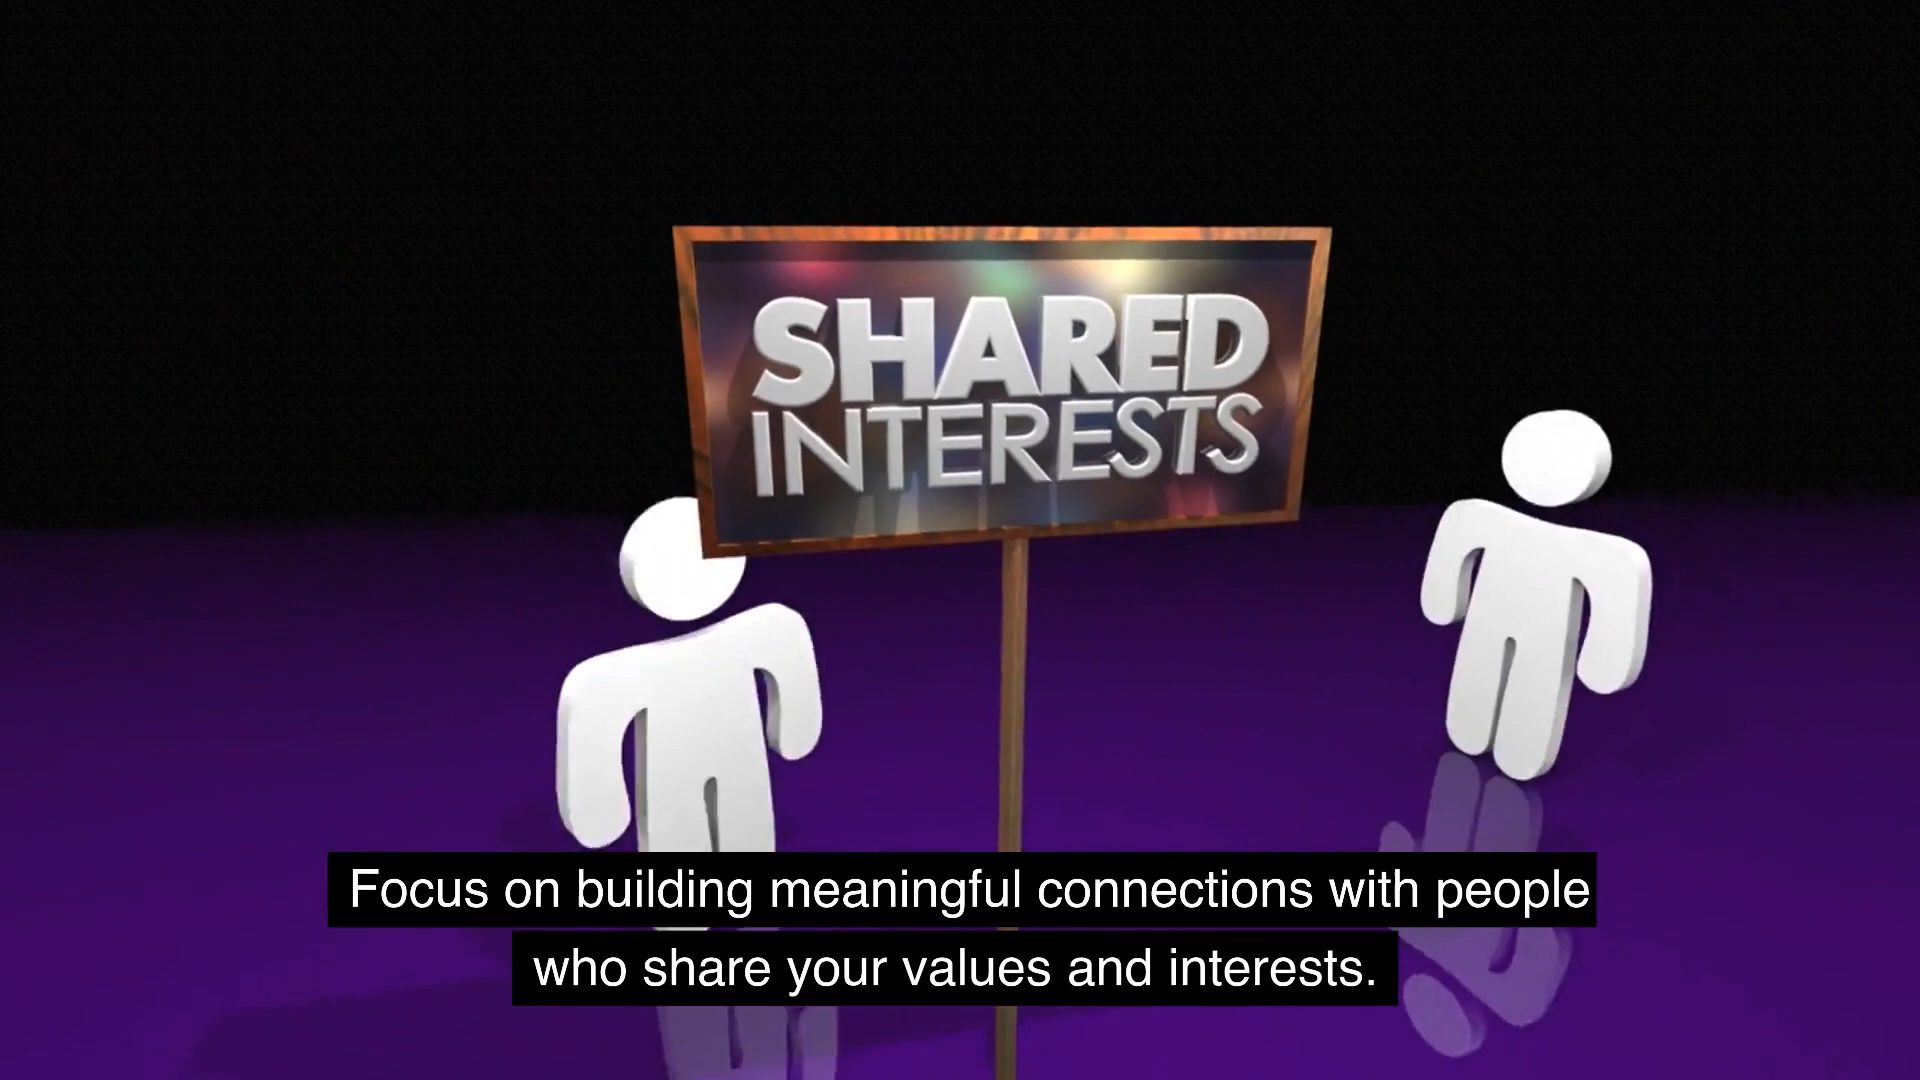 SHARED
INTERESTS
Focus on building meaningful connections with people
who share your values and interests.